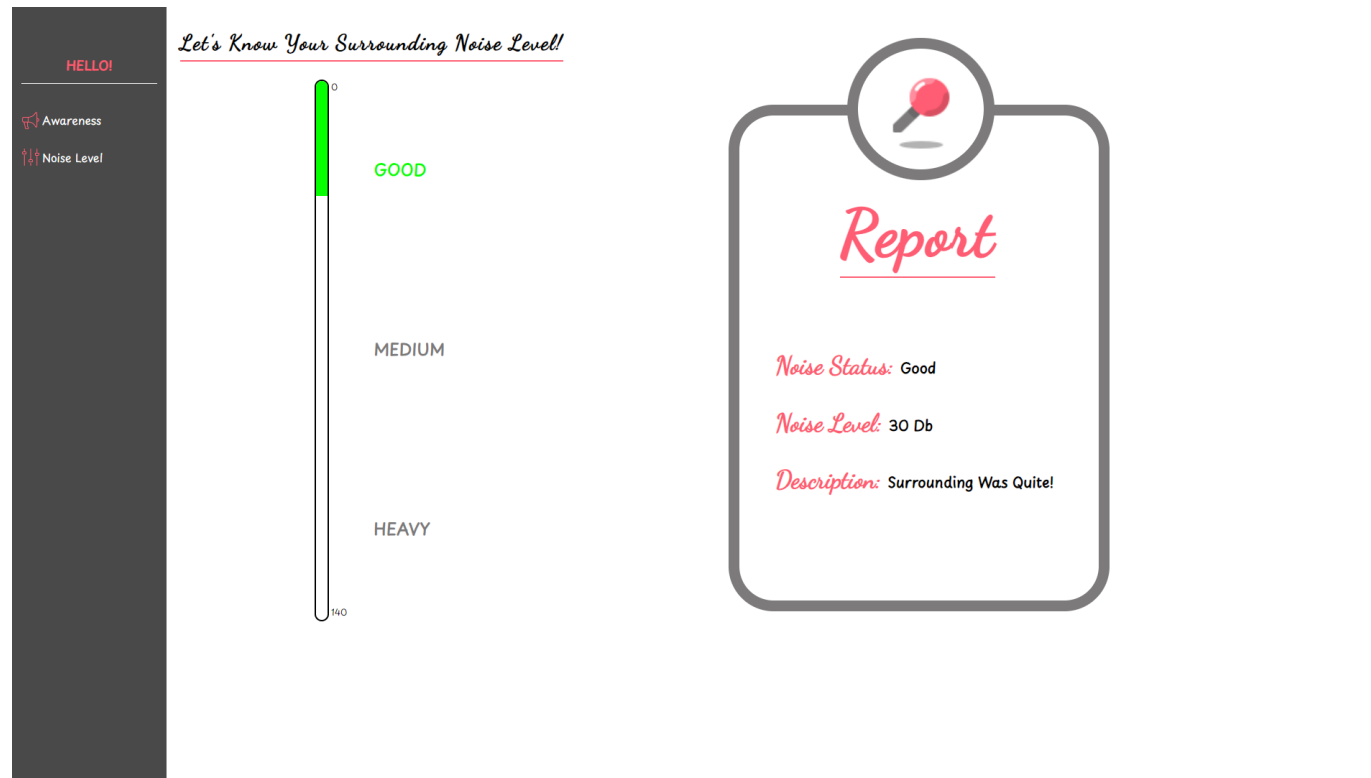 HELLO!
Awareness
Noise Level
Let's Know Your Surrounding Noise Level!
0
GOOD
MEDIUM
HEAVY
140
Report
Noise Status: Good
Noise Level: 30 Db
Description: Surrounding Was Quite!